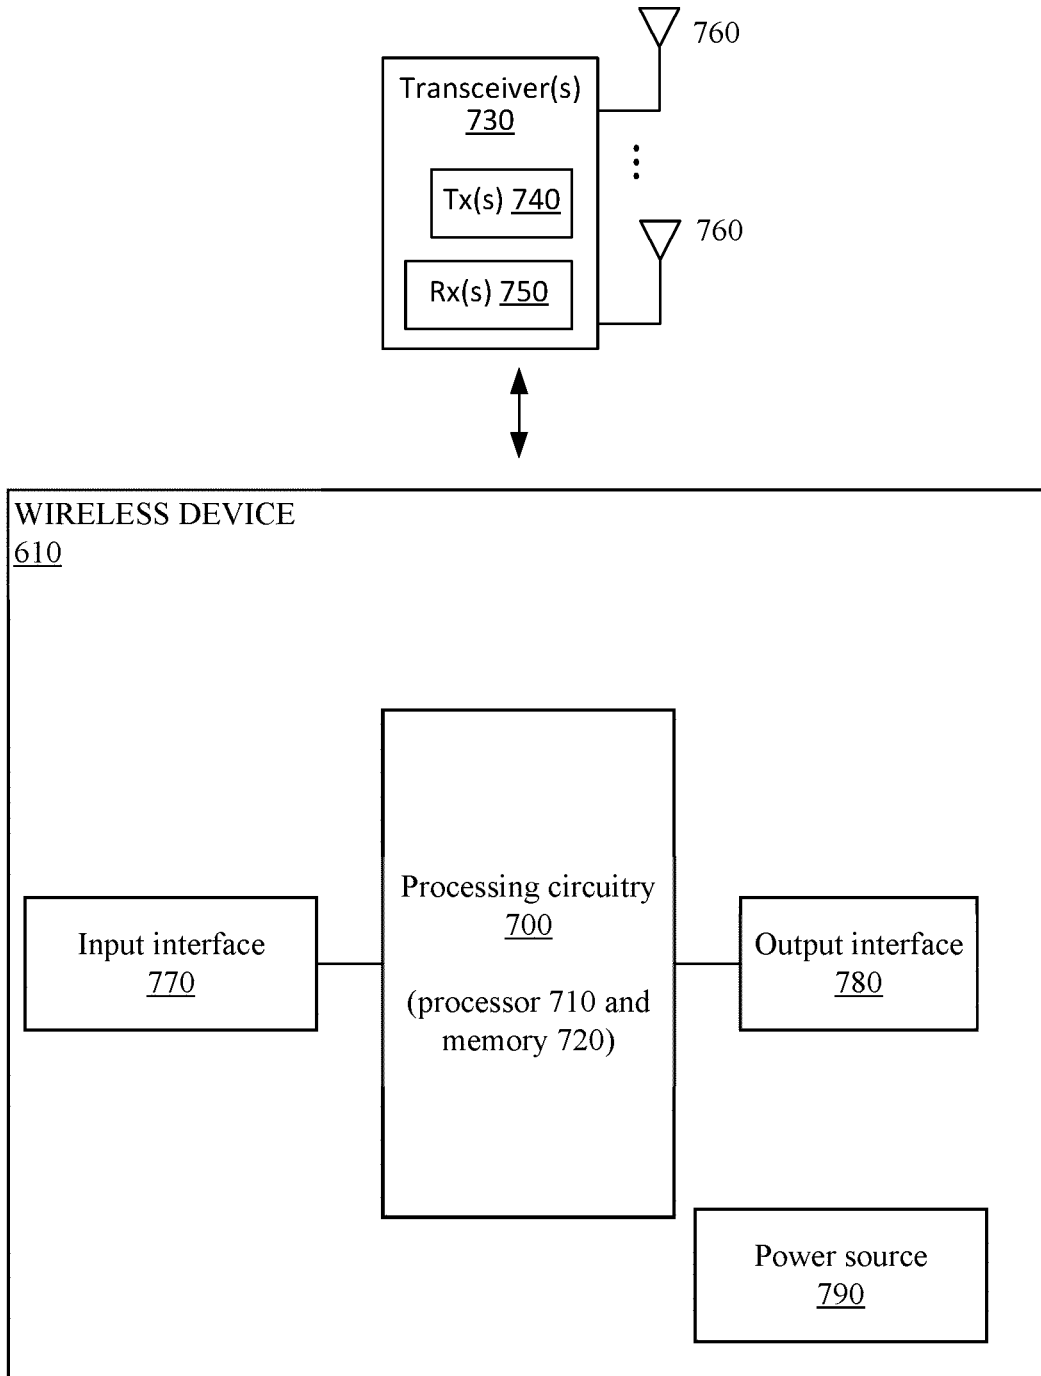 760
Transceiver(s)
730
Tx(s) 740
760
Rx(s) 750
WIRELESS DEVICE
610
Processing circuitry
700
(processor 710 and
memory 720)
Input interface
770
Output interface
780
Power source
790